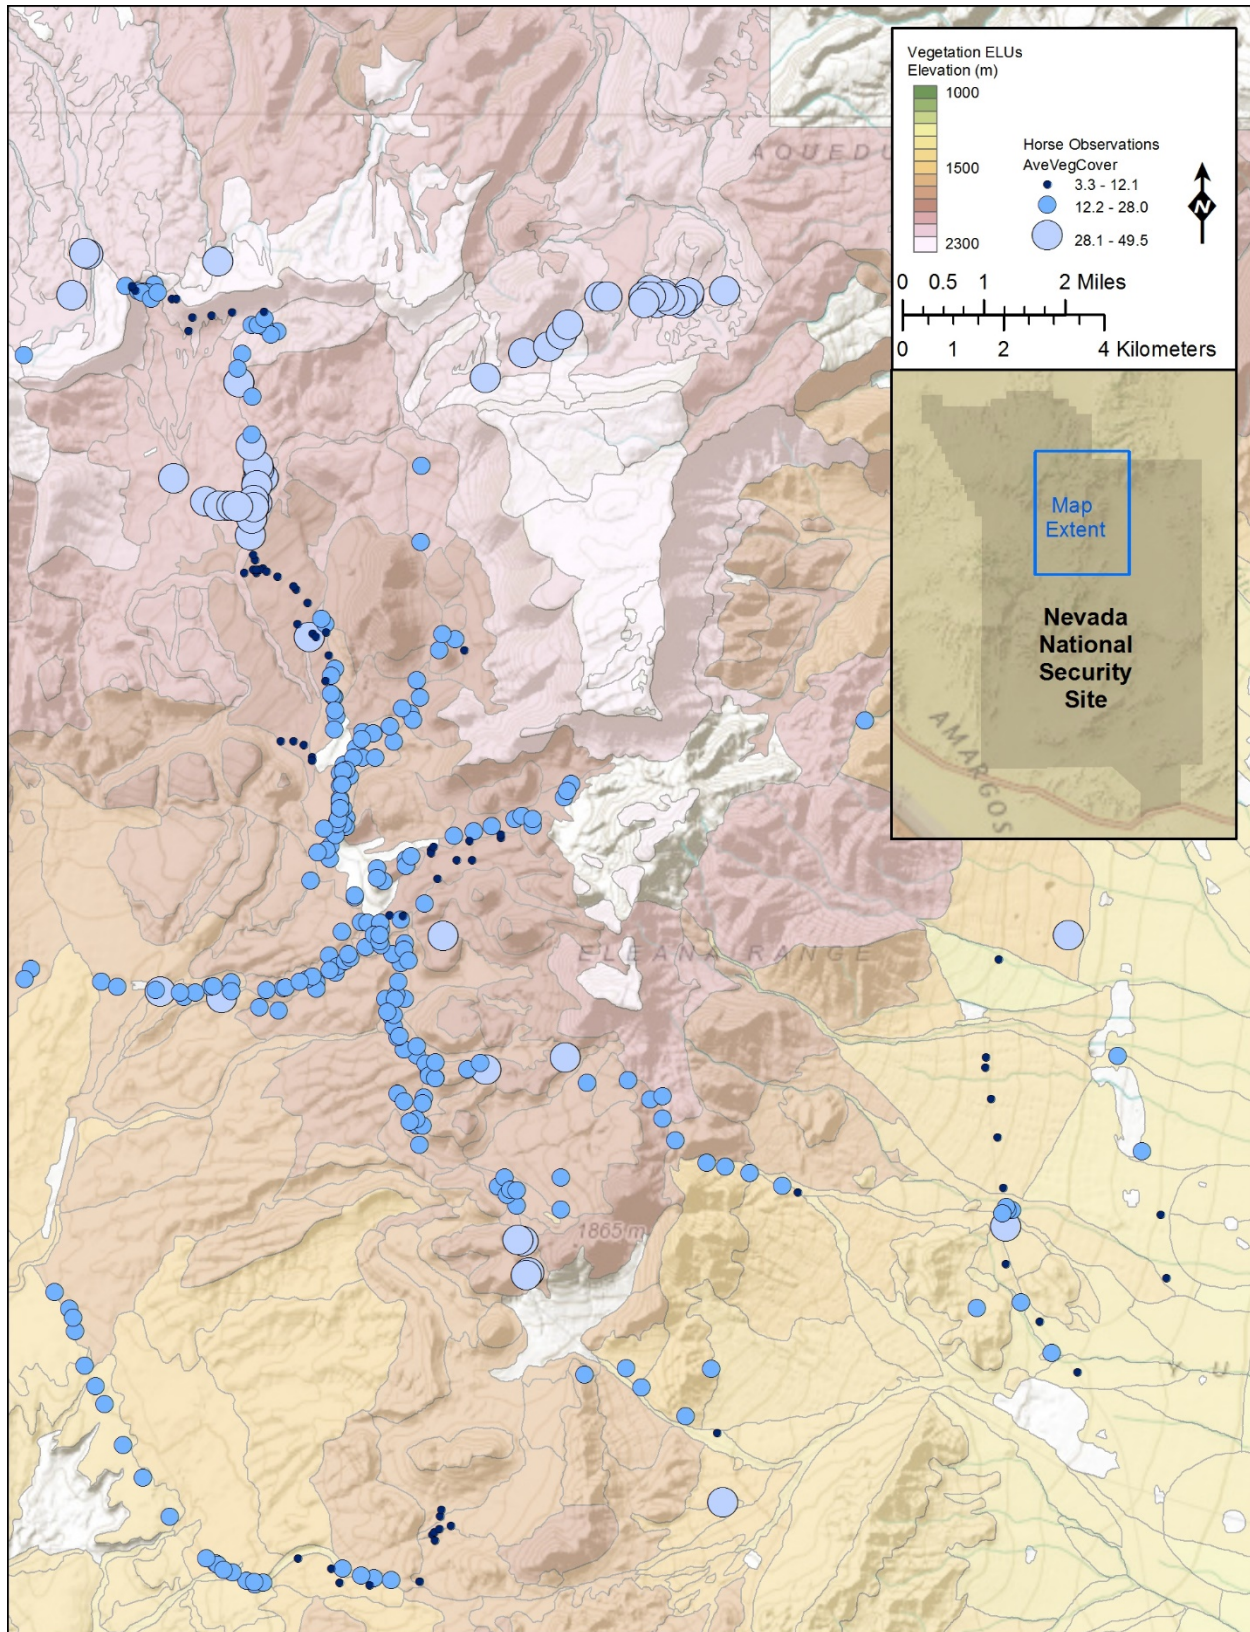 AQUEDU
Vegetation ELUs
Elevation (m)
1000
1500
2300
Horse Observations
AveVegCover
3.3 - 12.1
12.2 - 28.0
28.1 - 49.5
N
0 0.5 1 2 Miles
0 1 2 4 Kilometers
Map
Extent
Nevada
National
Security
Site
AMARGOS
ELEANA RANGE
1865 m
Y U